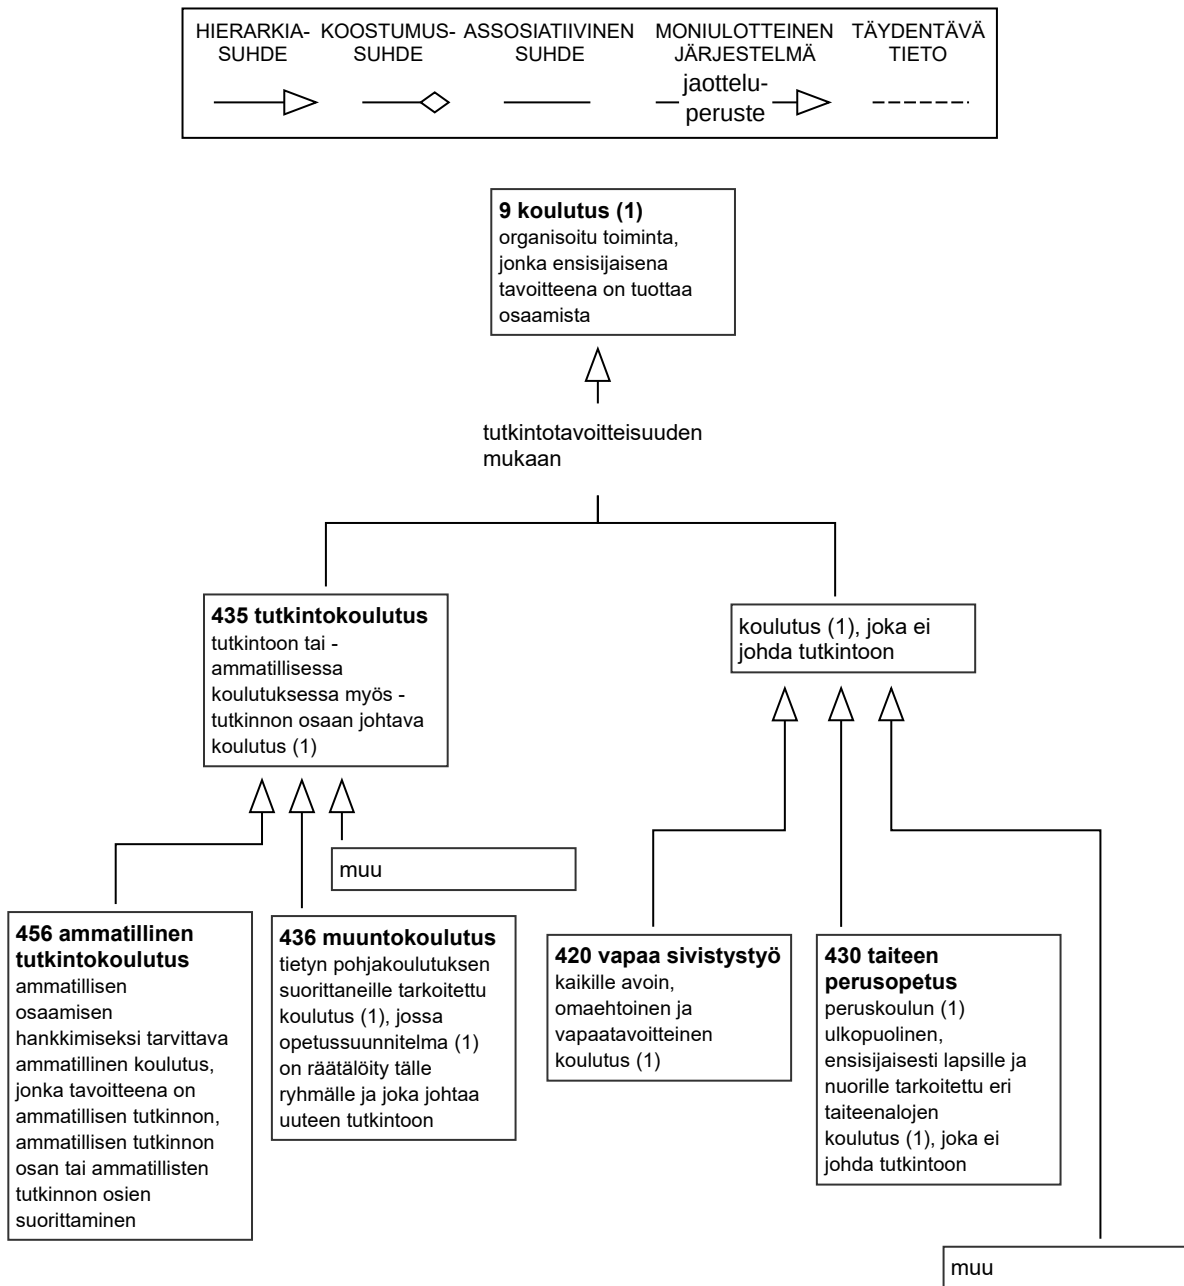 HIERARKIA-
SUHDE
KOOSTUMUS-
SUHDE
ASSOSIATIIVINEN
SUHDE
MONIULOTTEINEN
JÄRJESTELMÄ
TÄYDENTÄVÄ
TIETO
jaottelu-
peruste
9 koulutus (1)
organisoitu toiminta,
jonka ensisijaisena
tavoitteena on tuottaa
osaamista
tutkintotavoitteisuuden
mukaan
435 tutkintokoulutus
tutkintoon tai -
ammatillisessa
koulutuksessa myös -
tutkinnon osaan johtava
koulutus (1)
koulutus (1), joka ei
johda tutkintoon
muu
456 ammatillinen
tutkintokoulutus
ammatillisen
osaamisen
hankkimiseksi tarvittava
ammatillinen koulutus,
jonka tavoitteena on
ammatillisen tutkinnon,
ammatillisen tutkinnon
osan tai ammatillisten
tutkinnon osien
suorittaminen
436 muuntokoulutus
tietyn pohjakoulutuksen
suorittaneille tarkoitettu
koulutus (1), jossa
opetussuunnitelma (1)
on räätälöity tälle
ryhmälle ja joka johtaa
uuteen tutkintoon
420 vapaa sivistystyö
kaikille avoin,
omaehtoinen ja
vapaatavoitteinen
koulutus (1)
430 taiteen
perusopetus
peruskoulun (1)
ulkopuolinen,
ensisijaisesti lapsille ja
nuorille tarkoitettu eri
taiteenalojen
koulutus (1), joka ei
johda tutkintoon
muu